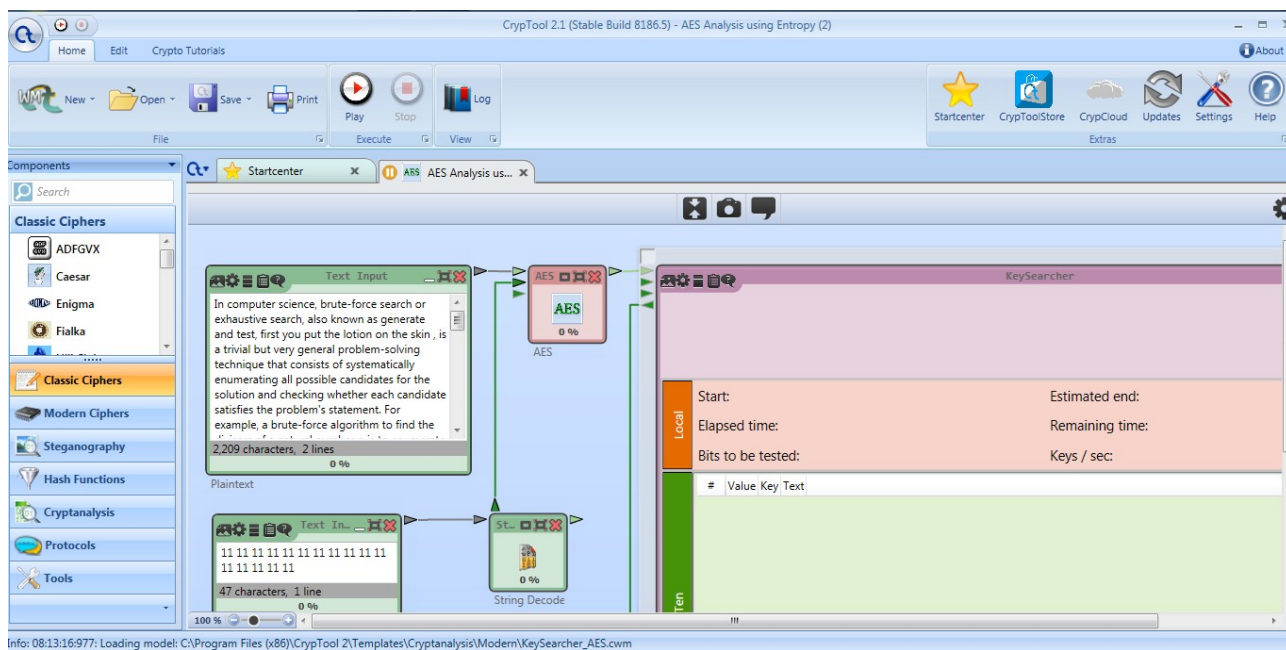 CrypTool 2.1 (Stable Build 8186.5) - AES Analysis using Entropy (2)
Home Edit Crypto Tutorials
About
New Open Save Print Play Stop Log
Startcenter CrypToolStore CrypCloud Updates Settings Help
File Execute View Extras
Components
Startcenter
AES AES Analysis us...
Search
Classic Ciphers
ADFGVX
Caesar
Enigma
Fialka
Classic Ciphers
Modern Ciphers
Steganography
Hash Functions
Cryptanalysis
Protocols
Tools
Text Input
In computer science, brute-force search or
exhaustive search, also known as generate
and test, first you put the lotion on the skin , is
a trivial but very general problem-solving
technique that consists of systematically
enumerating all possible candidates for the
solution and checking whether each candidate
satisfies the problem's statement. For
example, a brute-force algorithm to find the
2,209 characters, 2 lines
0 %
Plaintext
AES
AES
0 %
AES
Text In...
11 11 11 11 11 11 11 11 11 11 11
11 11 11 11 11
47 characters, 1 line
0 %
St...
0 %
String Decode
KeySearcher
Local
Start: Estimated end:
Elapsed time: Remaining time:
Bits to be tested: Keys / sec:
# Value Key Text
Ten
100 %
Info: 08:13:16:977: Loading model: C:\Program Files (x86)\CrypTool 2\Templates\Cryptanalysis\Modern\KeySearcher_AES.cwm